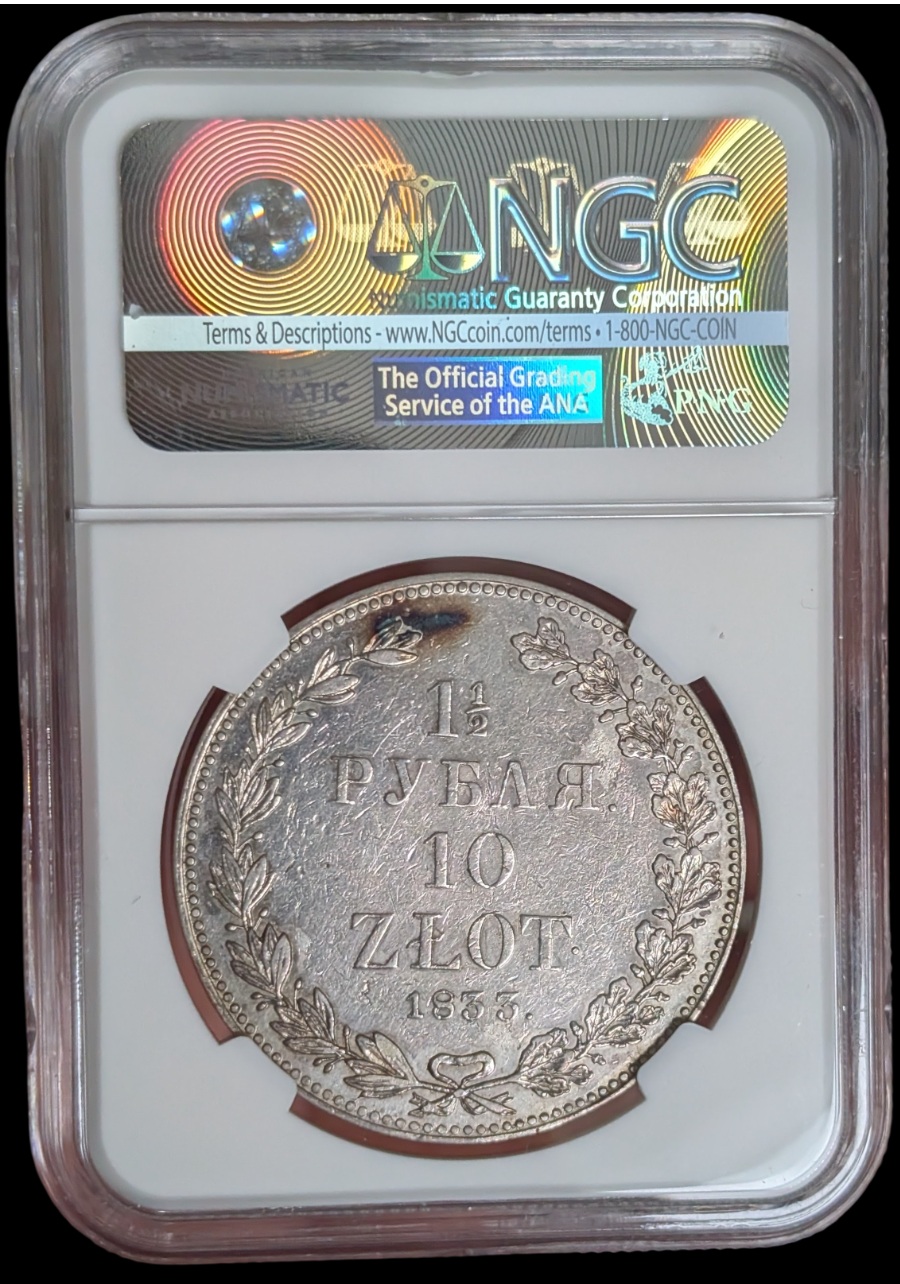 NGC
Numismatic Guaranty Corporation
Terms & Descriptions - www.NGCcoin.com/terms • 1-800-NGC-COIN
The Official Grading
Service of the ANA
NUMISMATIC
PNG
1½
РУБЛЯ.
10
ZŁOT.
1833.